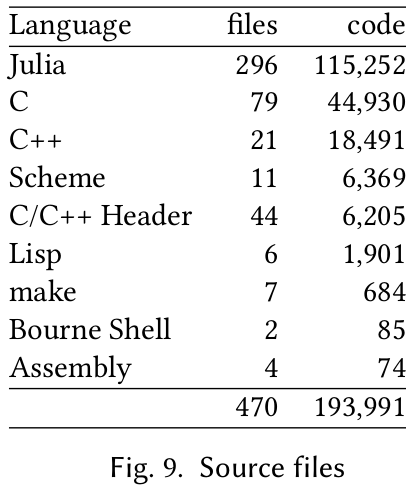 Language files code
Julia 296 115,252
C 79 44,930
C++ 21 18,491
Scheme 11 6,369
C/C++ Header 44 6,205
Lisp 6 1,901
make 7 684
Bourne Shell 2 85
Assembly 4 74
470 193,991
Fig. 9. Source files